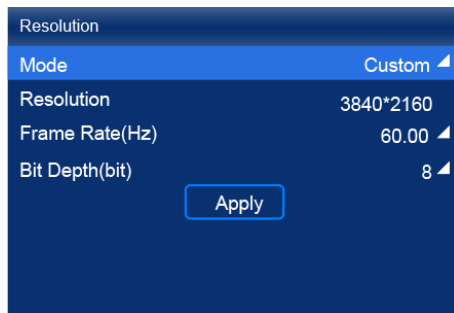 Resolution
Mode Custom
Resolution 3840*2160
Frame Rate(Hz) 60.00
Bit Depth(bit) 8
Apply